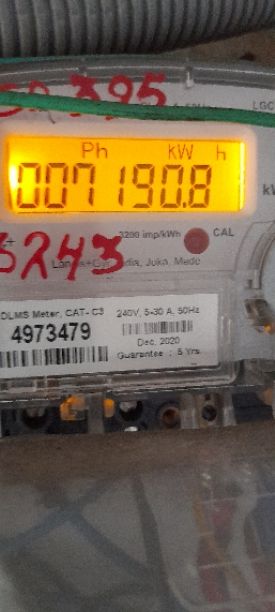 395
LGC
Ph kW h
007190.8
3200 imp/kWh CAL
DLMS Meter, CAT- C3
4973479
240V, 5-30 A, 50Hz
Dec, 2020
Guarantee : 5 Yrs.